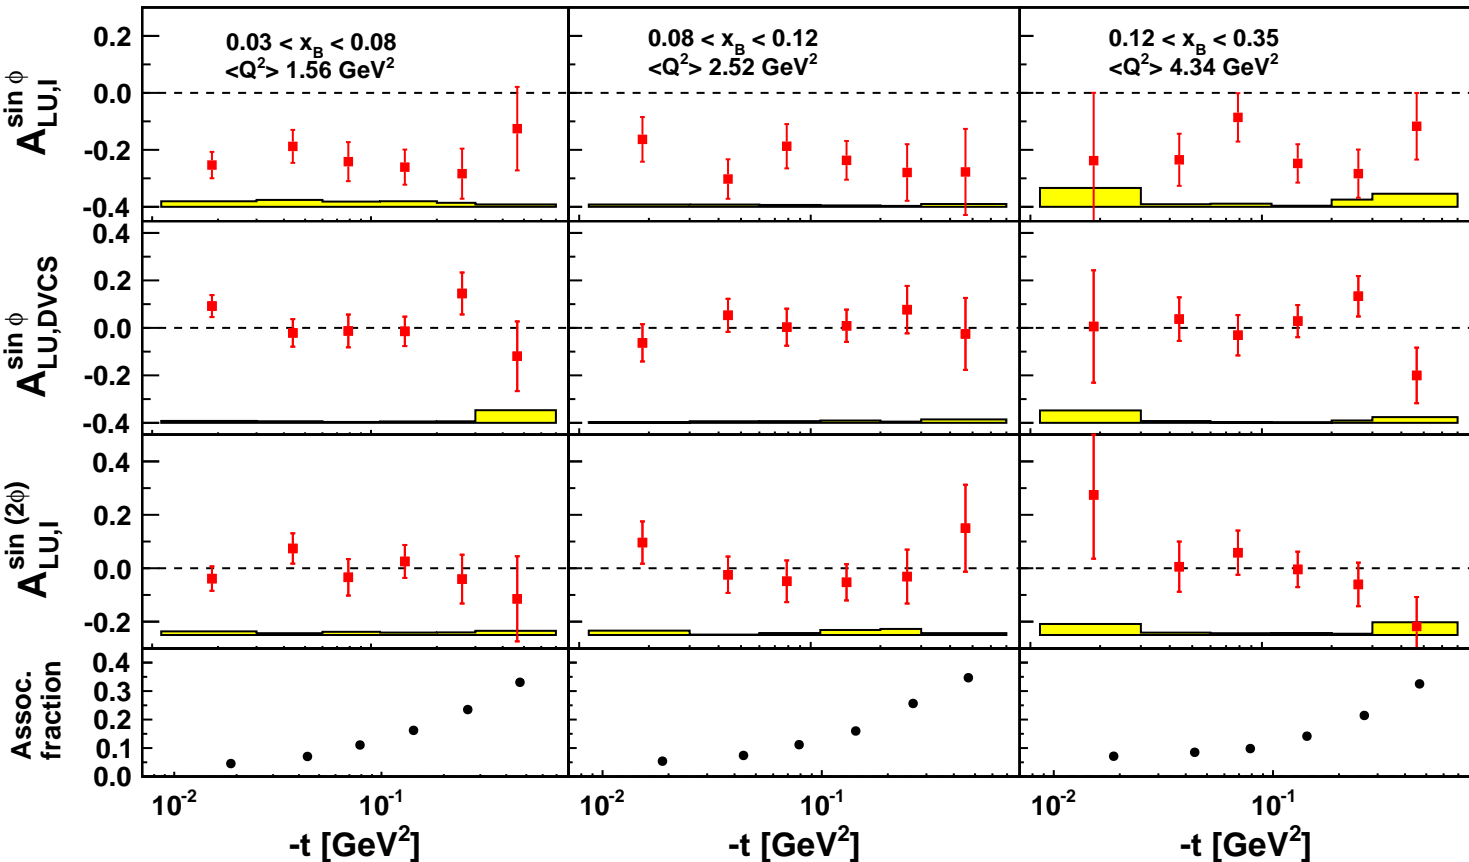 0.03 < x_B < 0.08
<Q²> 1.56 GeV²
0.08 < x_B < 0.12
<Q²> 2.52 GeV²
0.12 < x_B < 0.35
<Q²> 4.34 GeV²
A_LU,I^sin ϕ
0.2
0.0
-0.2
-0.4
A_LU,DVCS^sin ϕ
0.4
0.2
0.0
-0.2
-0.4
A_LU,I^sin (2ϕ)
0.4
0.2
0.0
-0.2
Assoc.
fraction
0.4
0.3
0.2
0.1
0.0
10⁻² 10⁻¹ 10⁻² 10⁻¹ 10⁻² 10⁻¹
-t [GeV²] -t [GeV²] -t [GeV²]